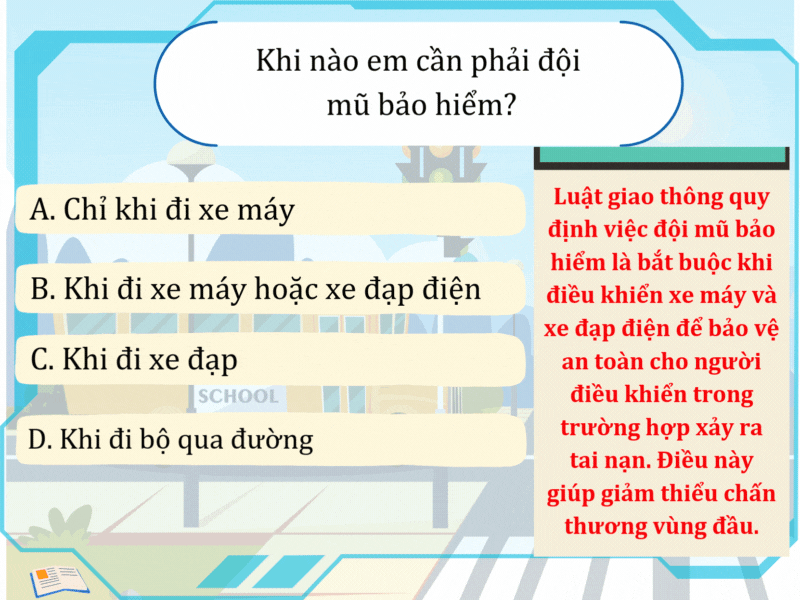 Khi nào em cần phải đội
mũ bảo hiểm?
A. Chỉ khi đi xe máy
B. Khi đi xe máy hoặc xe đạp điện
C. Khi đi xe đạp
D. Khi đi bộ qua đường
SCHOOL
Luật giao thông quy
định việc đội mũ bảo
hiểm là bắt buộc khi
điều khiển xe máy và
xe đạp điện để bảo vệ
an toàn cho người
điều khiển trong
trường hợp xảy ra
tai nạn. Điều này
giúp giảm thiểu chấn
thương vùng đầu.